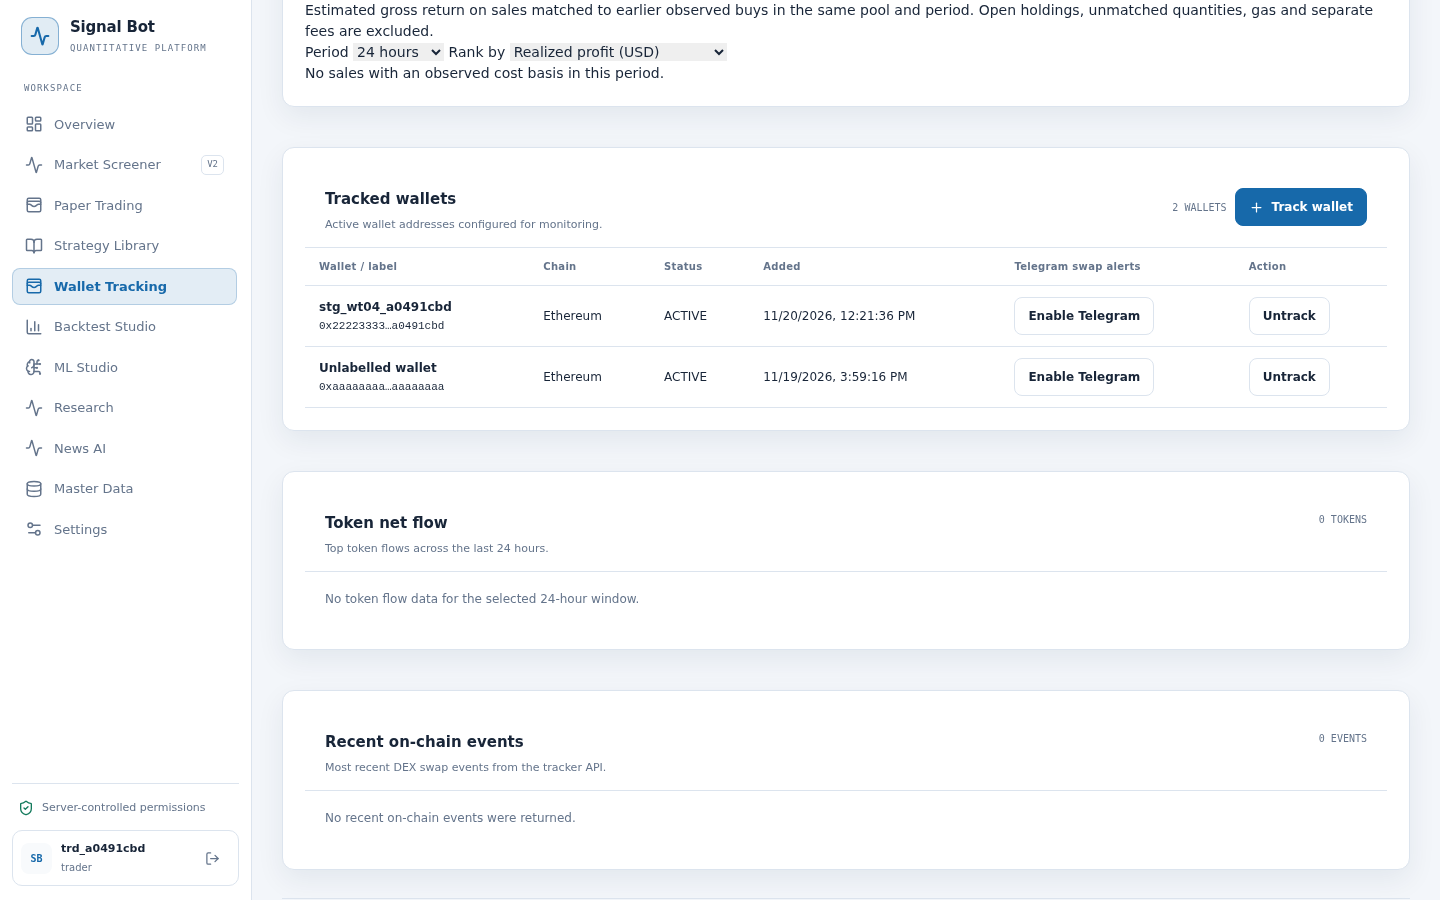 Signal Bot
QUANTITATIVE PLATFORM
WORKSPACE
Overview
Market Screener V2
Paper Trading
Strategy Library
Wallet Tracking
Backtest Studio
ML Studio
Research
News AI
Master Data
Settings
Server-controlled permissions
SB trd_a0491cbd
trader
Estimated gross return on sales matched to earlier observed buys in the same pool and period. Open holdings, unmatched quantities, gas and separate
fees are excluded.
Period 24 hours Rank by Realized profit (USD)
No sales with an observed cost basis in this period.
Tracked wallets
Active wallet addresses configured for monitoring.
2 WALLETS
+ Track wallet
Wallet / label Chain Status Added Telegram swap alerts Action
stg_wt04_a0491cbd
0x22223333…a0491cbd
Ethereum ACTIVE 11/20/2026, 12:21:36 PM Enable Telegram Untrack
Unlabelled wallet
0xaaaaaaaa…aaaaaaaa
Ethereum ACTIVE 11/19/2026, 3:59:16 PM Enable Telegram Untrack
Token net flow
0 TOKENS
Top token flows across the last 24 hours.
No token flow data for the selected 24-hour window.
Recent on-chain events
0 EVENTS
Most recent DEX swap events from the tracker API.
No recent on-chain events were returned.